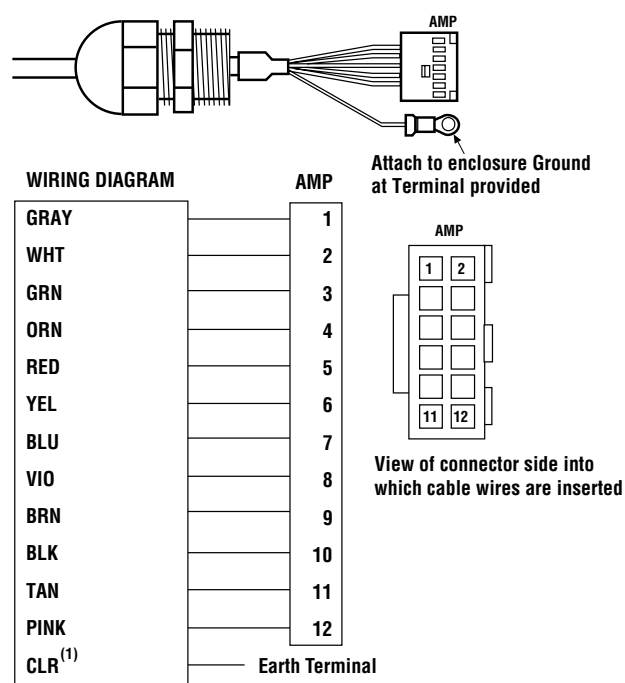 AMP
Attach to enclosure Ground
at Terminal provided
WIRING DIAGRAM AMP
GRAY 1
WHT 2
GRN 3
ORN 4
RED 5
YEL 6
BLU 7
VIO 8
BRN 9
BLK 10
TAN 11
PINK 12
CLR(1) Earth Terminal
AMP
1 2
11 12
View of connector side into
which cable wires are inserted